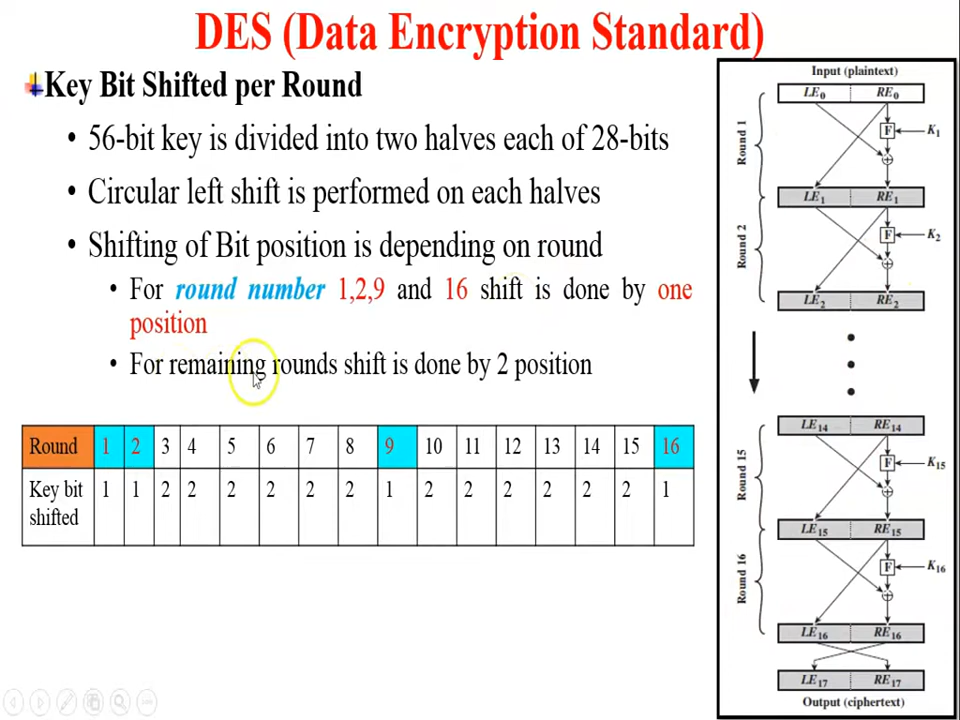 DES (Data Encryption Standard)
Key Bit Shifted per Round
• 56-bit key is divided into two halves each of 28-bits
• Circular left shift is performed on each halves
• Shifting of Bit position is depending on round
• For round number 1,2,9 and 16 shift is done by one
position
• For remaining rounds shift is done by 2 position
Round 1 2 3 4 5 6 7 8 9 10 11 12 13 14 15 16
Key bit
shifted 1 1 2 2 2 2 2 2 1 2 2 2 2 2 2 1
Input (plaintext)
LE0 RE0
Round 1
F K1
LE1 RE1
Round 2
F K2
LE2 RE2
LE14 RE14
Round 15
F K15
LE15 RE15
Round 16
F K16
LE16 RE16
LE17 RE17
Output (ciphertext)